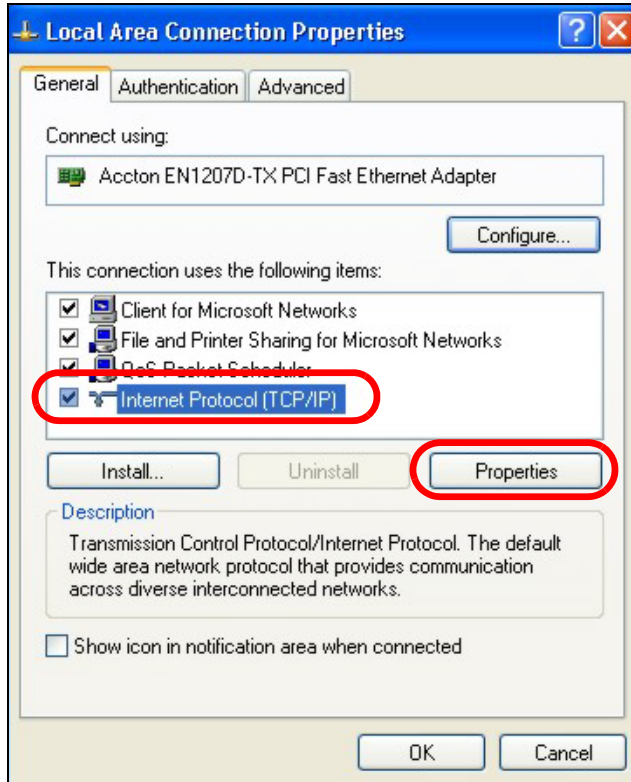 Local Area Connection Properties
General Authentication Advanced
Connect using:
Accton EN1207D-TX PCI Fast Ethernet Adapter
Configure...
This connection uses the following items:
Client for Microsoft Networks
File and Printer Sharing for Microsoft Networks
QoS Packet Scheduler
Internet Protocol (TCP/IP)
Install... Uninstall Properties
Description
Transmission Control Protocol/Internet Protocol. The default
wide area network protocol that provides communication
across diverse interconnected networks.
Show icon in notification area when connected
OK Cancel